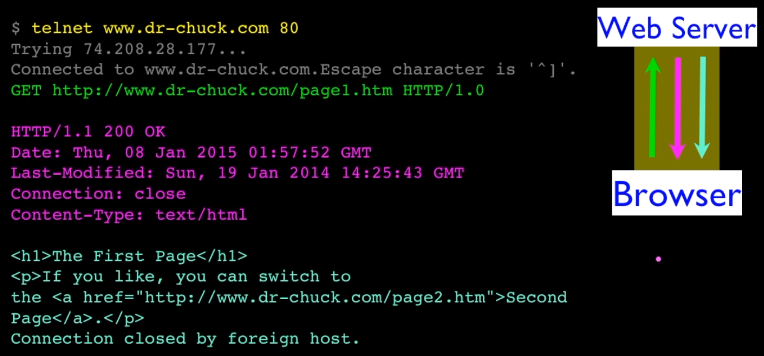 $ telnet www.dr-chuck.com 80
Trying 74.208.28.177...
Connected to www.dr-chuck.com.Escape character is '^]'.
GET http://www.dr-chuck.com/page1.htm HTTP/1.0
HTTP/1.1 200 OK
Date: Thu, 08 Jan 2015 01:57:52 GMT
Last-Modified: Sun, 19 Jan 2014 14:25:43 GMT
Connection: close
Content-Type: text/html
<h1>The First Page</h1>
<p>If you like, you can switch to
the <a href="http://www.dr-chuck.com/page2.htm">Second
Page</a>.</p>
Connection closed by foreign host.
Web Server
Browser